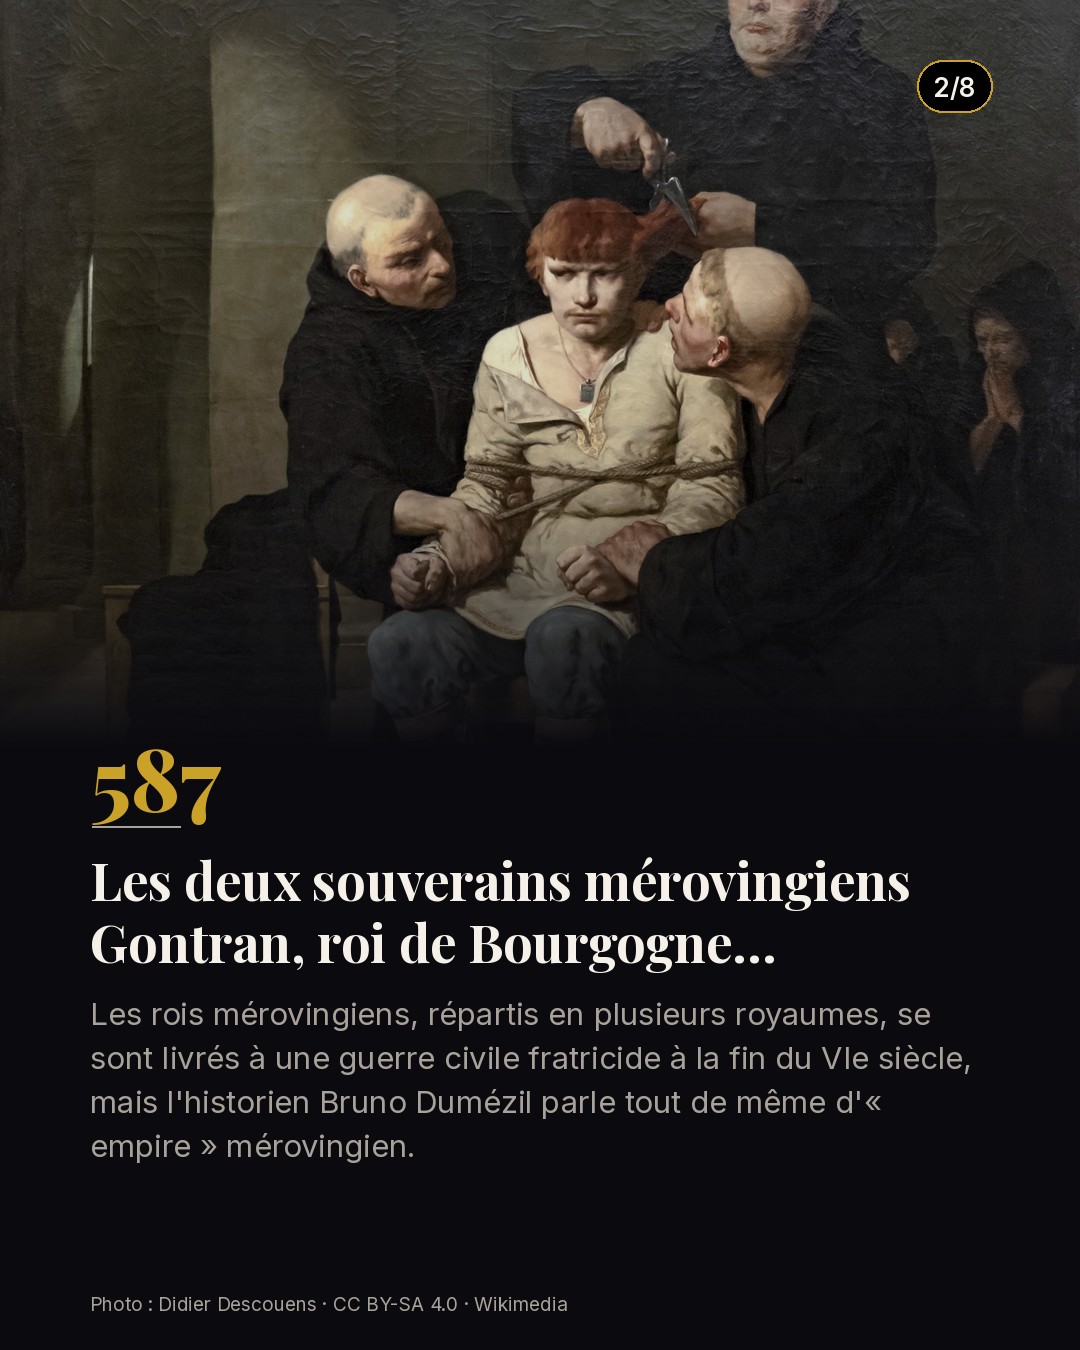 2/8
587
Les deux souverains mérovingiens
Gontran, roi de Bourgogne...
Les rois mérovingiens, répartis en plusieurs royaumes, se
sont livrés à une guerre civile fratricide à la fin du VIe siècle,
mais l'historien Bruno Dumézil parle tout de même d'«
empire » mérovingien.
Photo : Didier Descouens · CC BY-SA 4.0 · Wikimedia